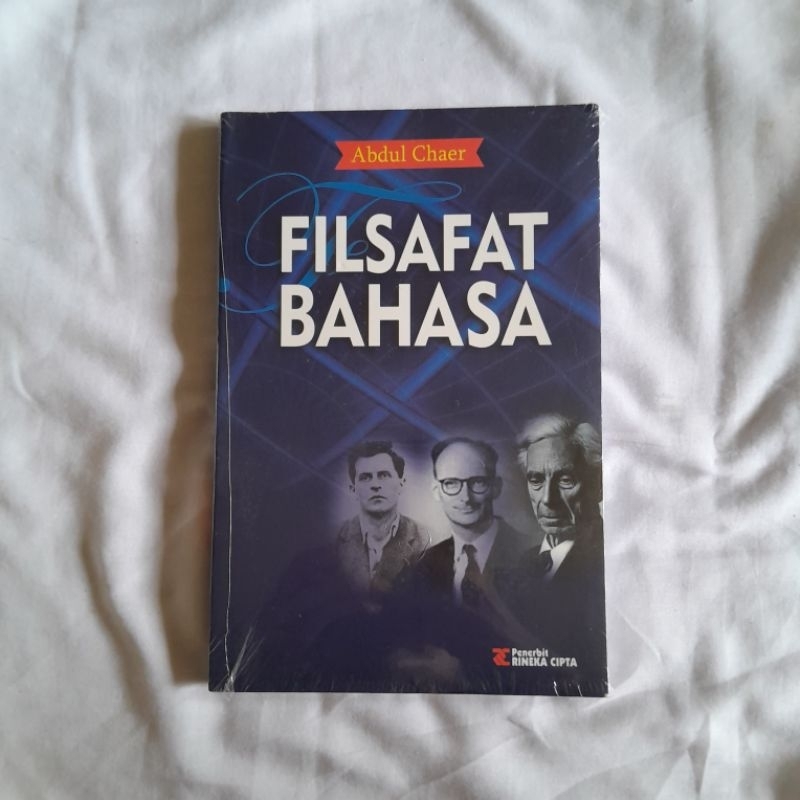 Abdul Chaer
FILSAFAT
BAHASA
Penerbit
RINEKA CIPTA